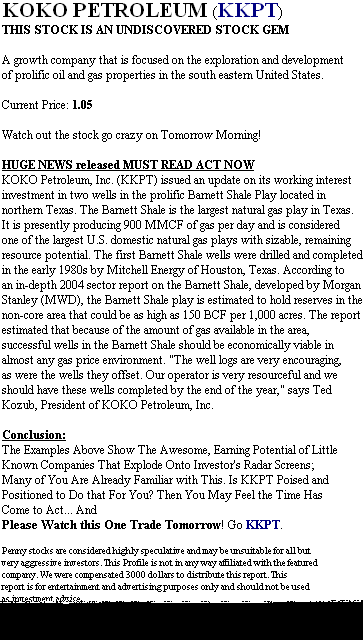 KOKO PETROLEUM (KKPT)
THIS STOCK IS AN UNDISCOVERED STOCK GEM
A growth company that is focused on the exploration and development
of prolific oil and gas properties in the south eastern United States.
Current Price: 1.05
Watch out the stock go crazy on Tomorrow Morning!
HUGE NEWS released MUST READ ACT NOW
KOKO Petroleum, Inc. (KKPT) issued an update on its working interest
investment in two wells in the prolific Barnett Shale Play located in
northern Texas. The Barnett Shale is the largest natural gas play in Texas.
It is presently producing 900 MMCF of gas per day and is considered
one of the largest U.S. domestic natural gas plays with sizable, remaining
resource potential. The first Barnett Shale wells were drilled and completed
in the early 1980s by Mitchell Energy of Houston, Texas. According to
an in-depth 2004 sector report on the Barnett Shale, developed by Morgan
Stanley (MWD), the Barnett Shale play is estimated to hold reserves in the
non-core area that could be as high as 150 BCF per 1,000 acres. The report
estimated that because of the amount of gas available in the area,
successful wells in the Barnett Shale should be economically viable in
almost any gas price environment. "The well logs are very encouraging,
as were the wells they offset. Our operator is very resourceful and we
should have these wells completed by the end of the year," says Ted
Kozub, President of KOKO Petroleum, Inc.
Conclusion:
The Examples Above Show The Awesome, Earning Potential of Little
Known Companies That Explode Onto Investor's Radar Screens;
Many of You Are Already Familiar with This. Is KKPT Poised and
Positioned to Do that For You? Then You May Feel the Time Has
Come to Act... And
Please Watch this One Trade Tomorrow! Go KKPT.
Penny stocks are considered highly speculative and may be unsuitable for all but
very aggressive investors. This Profile is not in any way affiliated with the featured
company. We were compensated 3000 dollars to distribute this report. This
report is for entertainment and advertising purposes only and should not be used
as investment advice.